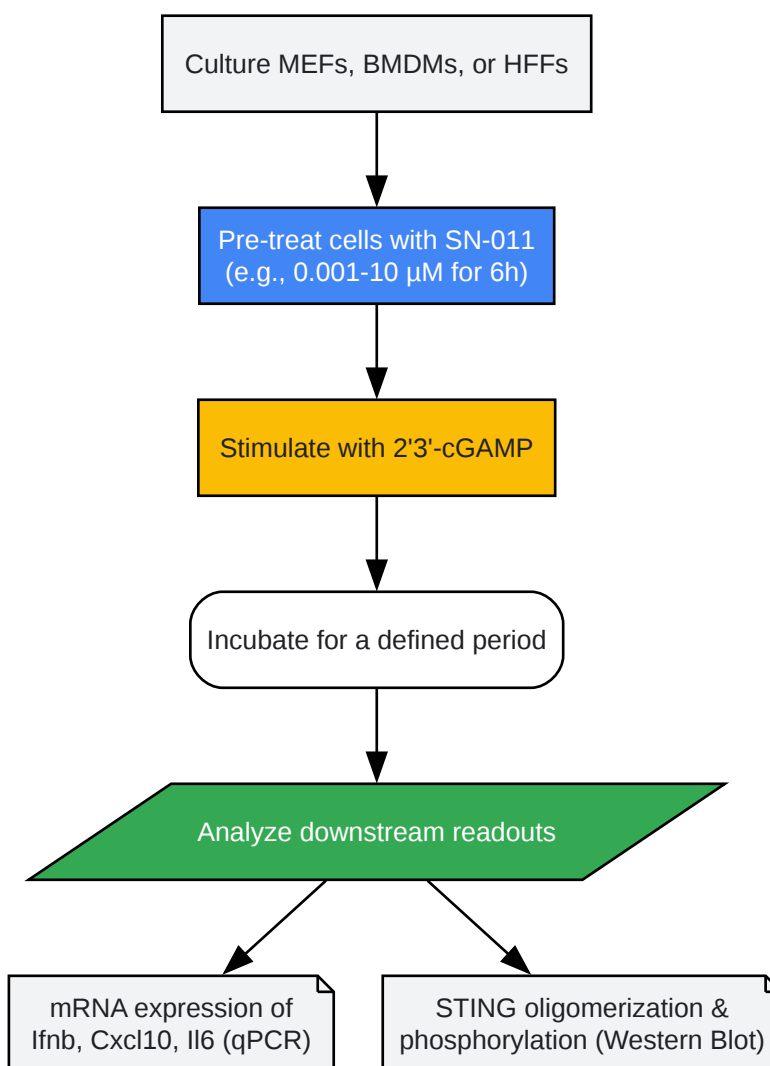 Culture MEFs, BMDMs, or HFFs
Pre-treat cells with SN-011
(e.g., 0.001-10 µM for 6h)
Stimulate with 2'3'-cGAMP
Incubate for a defined period
Analyze downstream readouts
mRNA expression of
Ifnb, Cxcl10, Il6 (qPCR)
STING oligomerization &
phosphorylation (Western Blot)